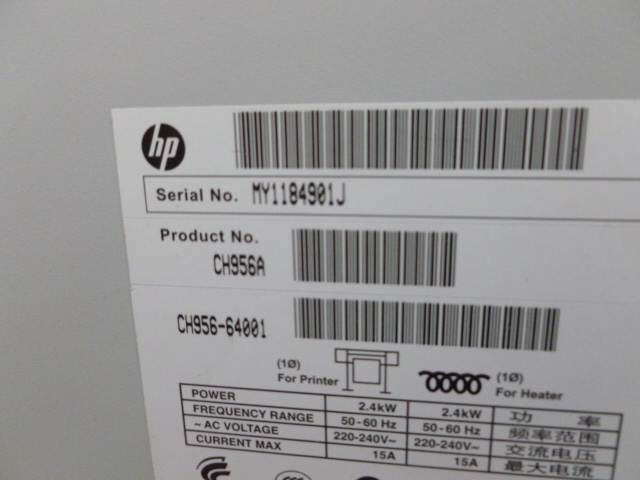 hp
Serial No. MY1184901J
Product No.
CH956A
CH956-64001
(1Ø) For Printer
(1Ø) For Heater
POWER 2.4kW 2.4kW 功率
FREQUENCY RANGE 50-60 Hz 50-60 Hz 频率范围
~ AC VOLTAGE 220-240V~ 220-240V~ 交流电压
CURRENT MAX 15A 15A 最大电流